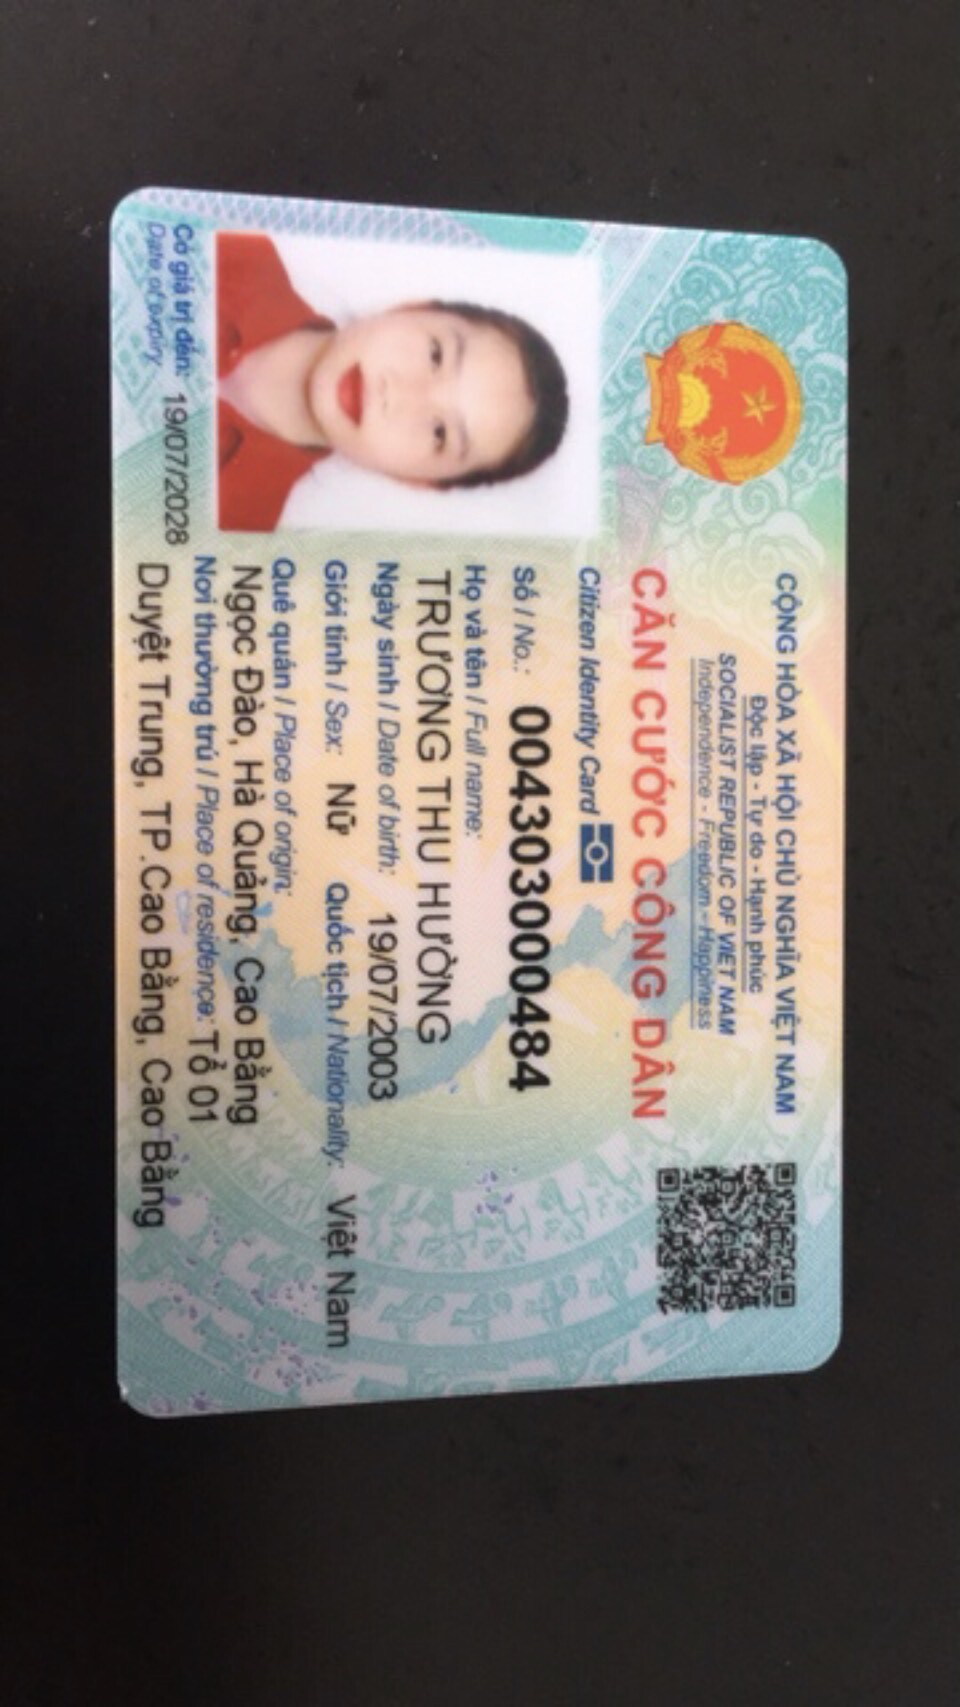 CỘNG HÒA XÃ HỘI CHỦ NGHĨA VIỆT NAM
Độc lập - Tự do - Hạnh phúc
SOCIALIST REPUBLIC OF VIET NAM
Independence - Freedom - Happiness
CĂN CƯỚC CÔNG DÂN
Citizen Identity Card
Số / No.: 004303000484
Họ và tên / Full name:
TRƯƠNG THU HƯỜNG
Ngày sinh / Date of birth: 19/07/2003
Giới tính / Sex: Nữ Quốc tịch / Nationality: Việt Nam
Quê quán / Place of origin:
Ngọc Đào, Hà Quảng, Cao Bằng
Nơi thường trú / Place of residence: Tổ 01
Duyệt Trung, TP.Cao Bằng, Cao Bằng
Có giá trị đến: 19/07/2028
Date of expiry